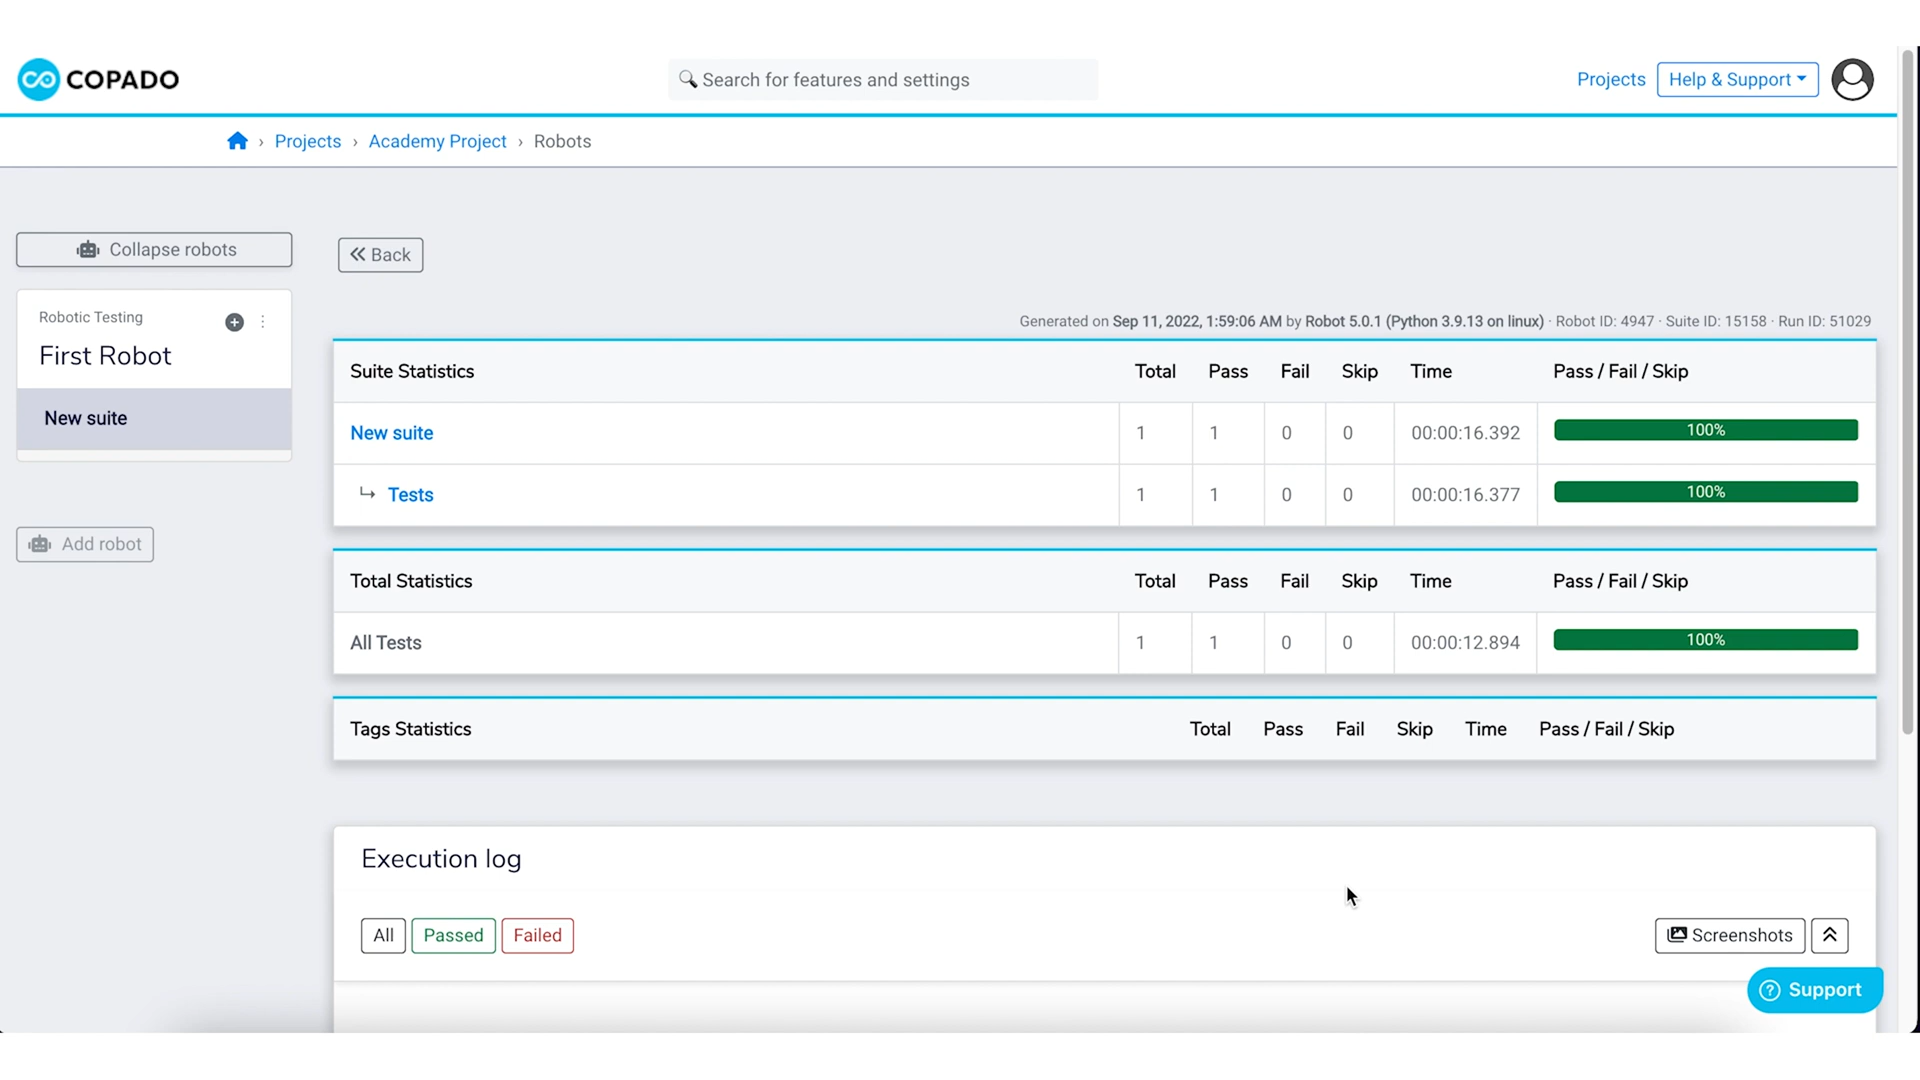 COPADO
Search for features and settings
Projects
Help & Support
› Projects › Academy Project › Robots
Collapse robots
Back
Robotic Testing
First Robot
New suite
Add robot
Generated on Sep 11, 2022, 1:59:06 AM by Robot 5.0.1 (Python 3.9.13 on linux) · Robot ID: 4947 · Suite ID: 15158 · Run ID: 51029
Suite Statistics Total Pass Fail Skip Time Pass / Fail / Skip
New suite 1 1 0 0 00:00:16.392 100%
Tests 1 1 0 0 00:00:16.377 100%
Total Statistics Total Pass Fail Skip Time Pass / Fail / Skip
All Tests 1 1 0 0 00:00:12.894 100%
Tags Statistics Total Pass Fail Skip Time Pass / Fail / Skip
Execution log
All Passed Failed Screenshots
? Support